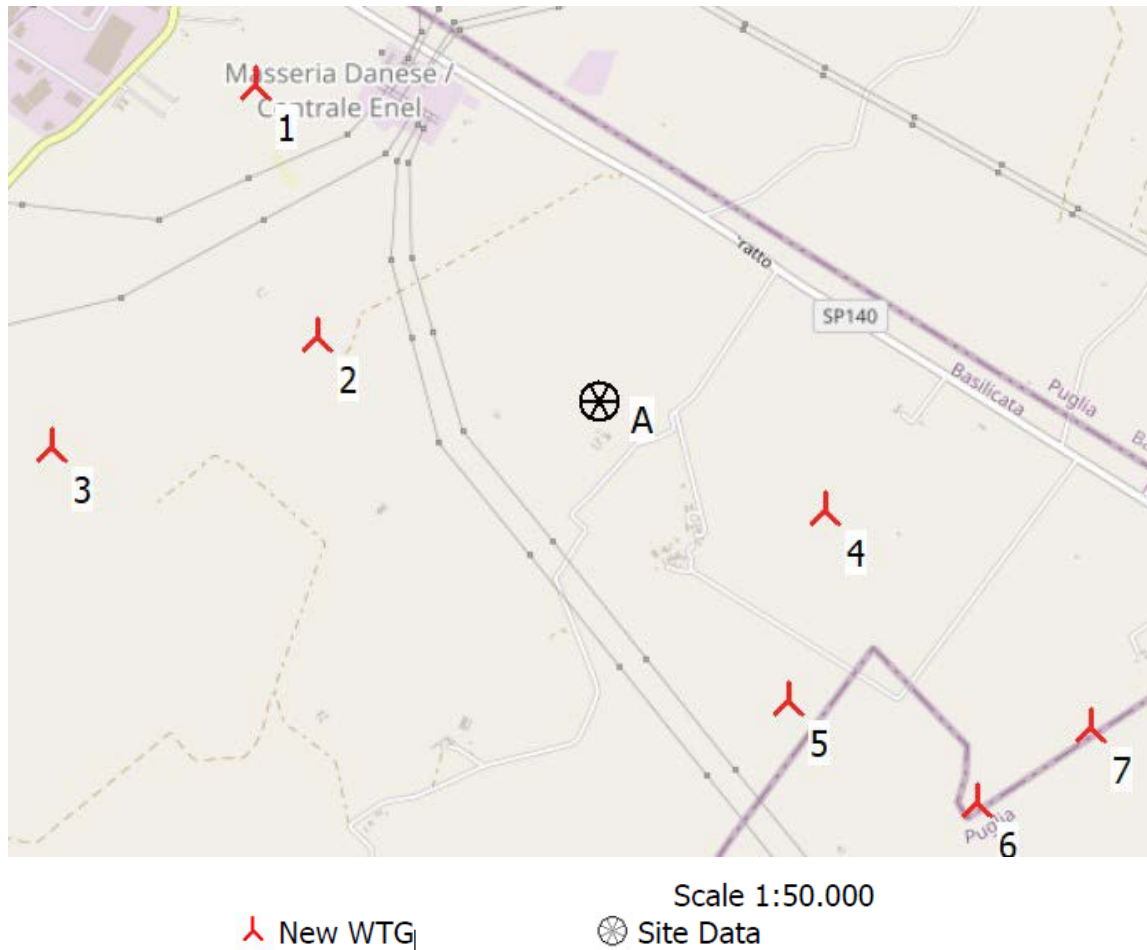 Masseria Danese /
Centrale Enel
1
2
3
'ratto
SP140
Basilicata
Puglia
A
4
5
7
Puglia
6
Scale 1:50.000
New WTG
Site Data